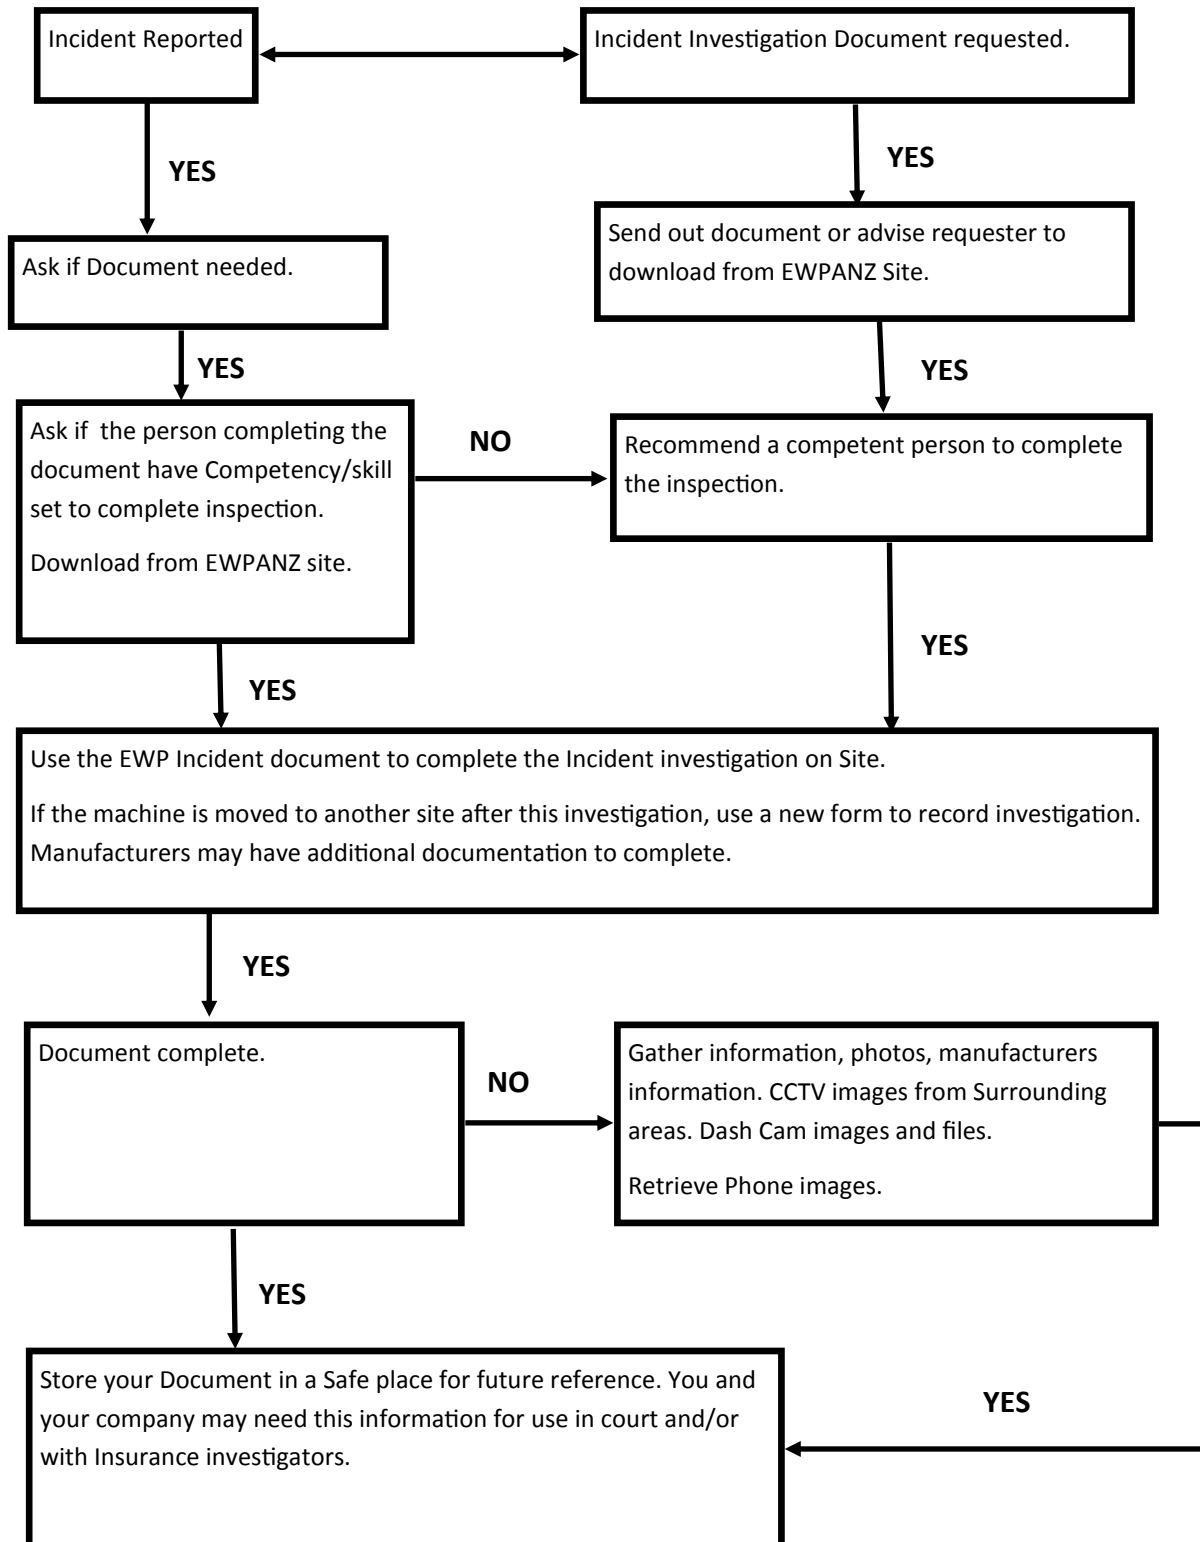 Incident Reported
Incident Investigation Document requested.
YES
YES
Ask if Document needed.
Send out document or advise requester to
download from EWPANZ Site.
YES
YES
Ask if  the person completing the
document have Competency/skill
set to complete inspection.
Download from EWPANZ site.
NO
Recommend a competent person to complete
the inspection.
YES
YES
Use the EWP Incident document to complete the Incident investigation on Site.
If the machine is moved to another site after this investigation, use a new form to record investigation.
Manufacturers may have additional documentation to complete.
YES
Document complete.
NO
Gather information, photos, manufacturers
information. CCTV images from Surrounding
areas. Dash Cam images and files.
Retrieve Phone images.
YES
YES
Store your Document in a Safe place for future reference. You and
your company may need this information for use in court and/or
with Insurance investigators.